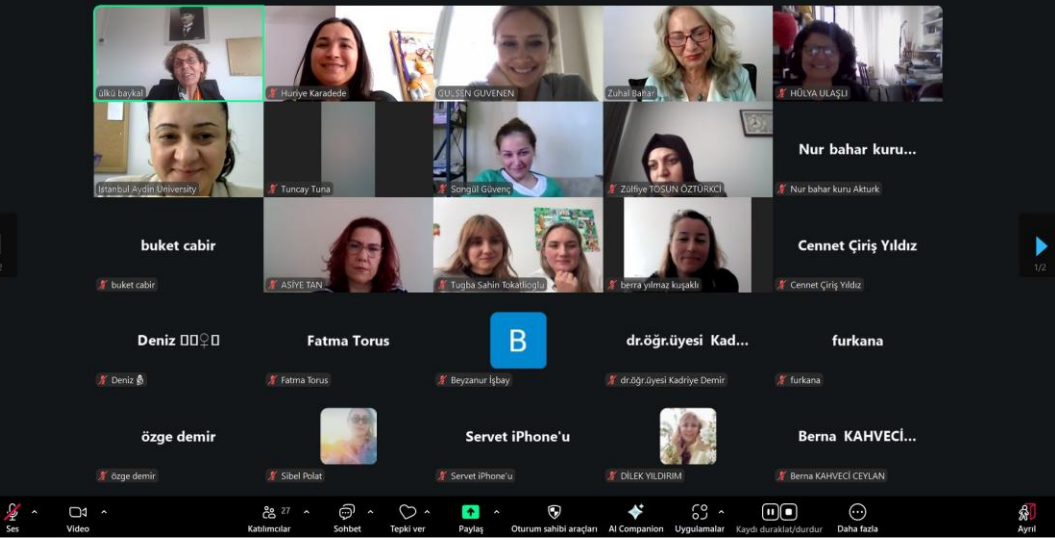 ülkü baykal
Huriye Karadede
GÜLŞEN GÜVENEN
Zuhal Bahar
HÜLYA ULAŞLI
Istanbul Aydin University
Tuncay Tuna
Songül Güvenç
Zülfiye TOSUN ÖZTÜRKCİ
Nur bahar kuru...
Nur bahar kuru Akturk
buket cabir
buket cabir
ASİYE TAN
Tugba Sahin Tokatlioglu
berra yılmaz kuşaklı
Cennet Çiriş Yıldız
Cennet Çiriş Yıldız
1/2
Deniz
Deniz
Fatma Torus
Fatma Torus
B
Beyzanur İşbay
dr.öğr.üyesi Kad...
dr.öğr.üyesi Kadriye Demir
furkana
furkana
özge demir
özge demir
Sibel Polat
Servet iPhone'u
Servet iPhone'u
DİLEK YILDIRIM
Berna KAHVECİ...
Berna KAHVECİ CEYLAN
Ses
Video
27
Katılımcılar
Sohbet
Tepki ver
Paylaş
Oturum sahibi araçları
AI Companion
Uygulamalar
Kaydı duraklat/durdur
Daha fazla
Ayrıl